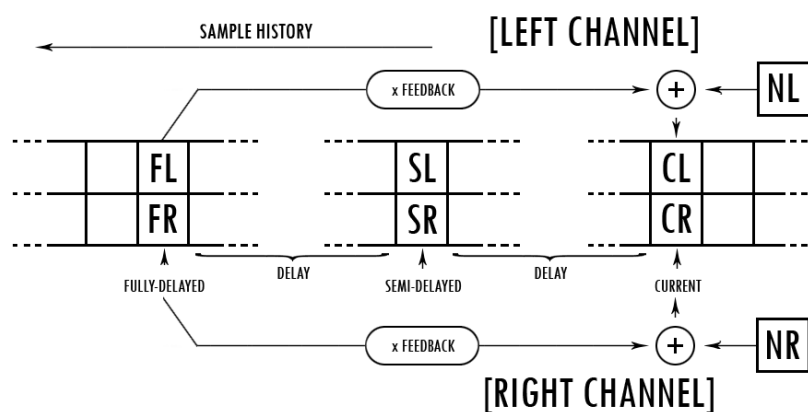 SAMPLE HISTORY
[LEFT CHANNEL]
x FEEDBACK
+
NL
FL
SL
CL
FR
SR
CR
DELAY
DELAY
FULLY-DELAYED
SEMI-DELAYED
CURRENT
x FEEDBACK
+
NR
[RIGHT CHANNEL]